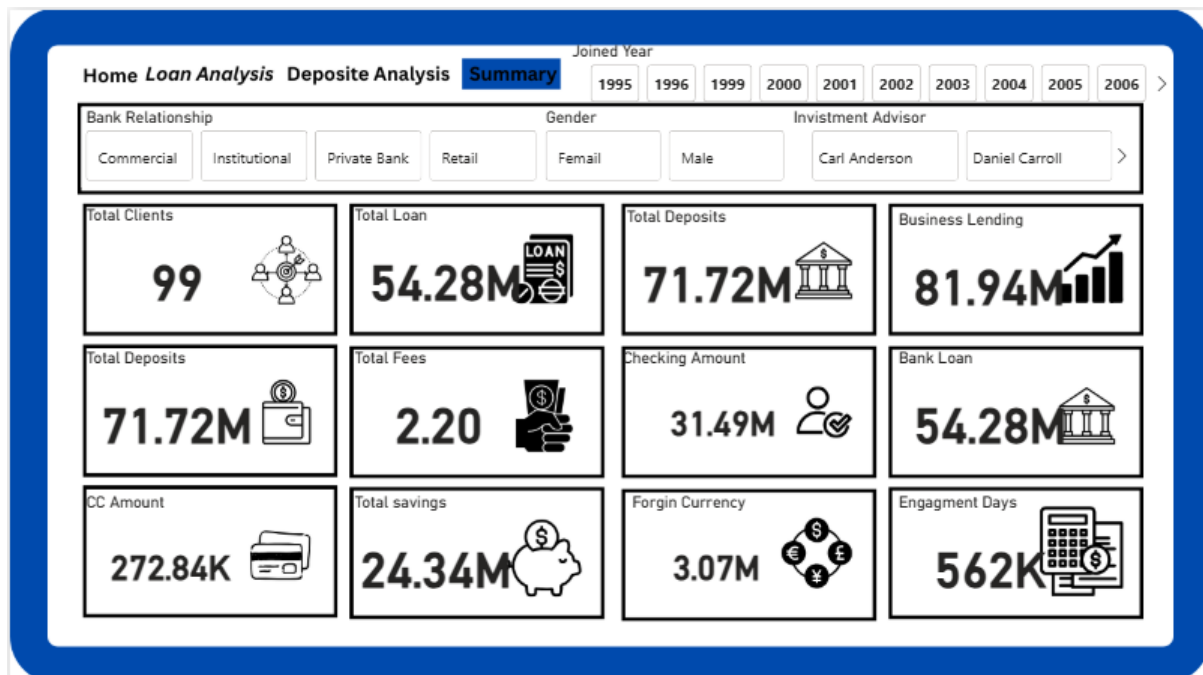 Joined Year
Home Loan Analysis Deposite Analysis Summary
1995 1996 1999 2000 2001 2002 2003 2004 2005 2006
Bank Relationship Gender Invistment Advisor
Commercial Institutional Private Bank Retail Femail Male Carl Anderson Daniel Carroll
Total Clients
99
Total Loan
54.28M
LOAN
Total Deposits
71.72M
Business Lending
81.94M
Total Deposits
71.72M
Total Fees
2.20
Checking Amount
31.49M
Bank Loan
54.28M
CC Amount
272.84K
Total savings
24.34M
Forgin Currency
3.07M
Engagment Days
562K